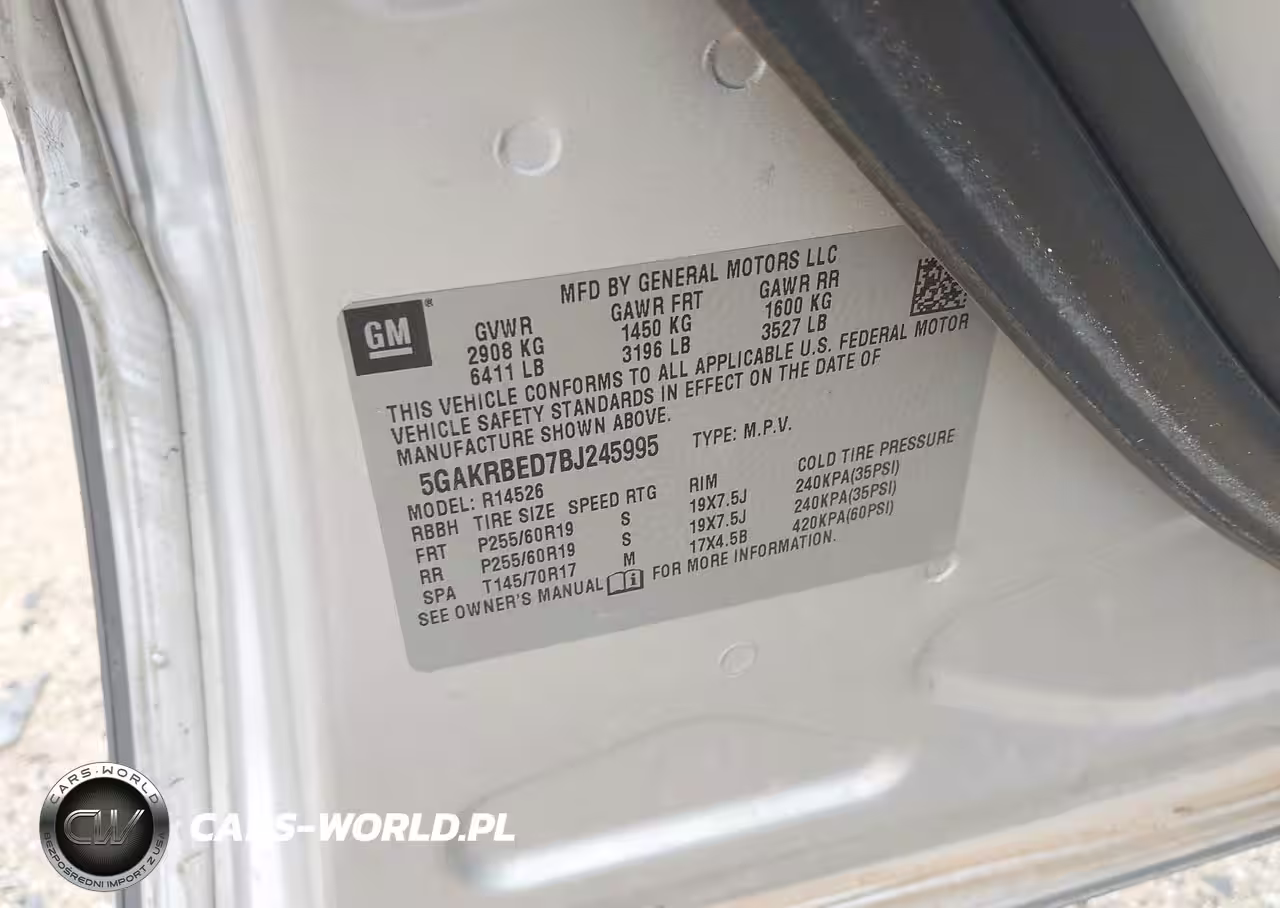 MFD BY GENERAL MOTORS LLC
GM®
GVWR GAWR FRT GAWR RR
2908 KG 1450 KG 1600 KG
6411 LB 3196 LB 3527 LB
THIS VEHICLE CONFORMS TO ALL APPLICABLE U.S. FEDERAL MOTOR
VEHICLE SAFETY STANDARDS IN EFFECT ON THE DATE OF
MANUFACTURE SHOWN ABOVE.
5GAKRBED7BJ245995 TYPE: M.P.V.
MODEL: R14526
RBBH TIRE SIZE SPEED RTG RIM COLD TIRE PRESSURE
FRT P255/60R19 S 19X7.5J 240KPA(35PSI)
RR P255/60R19 S 19X7.5J 240KPA(35PSI)
SPA T145/70R17 M 17X4.5B 420KPA(60PSI)
SEE OWNER'S MANUAL FOR MORE INFORMATION.
CARS-WORLD
CW
BEZPOŚREDNI IMPORT Z USA
CARS-WORLD.PL